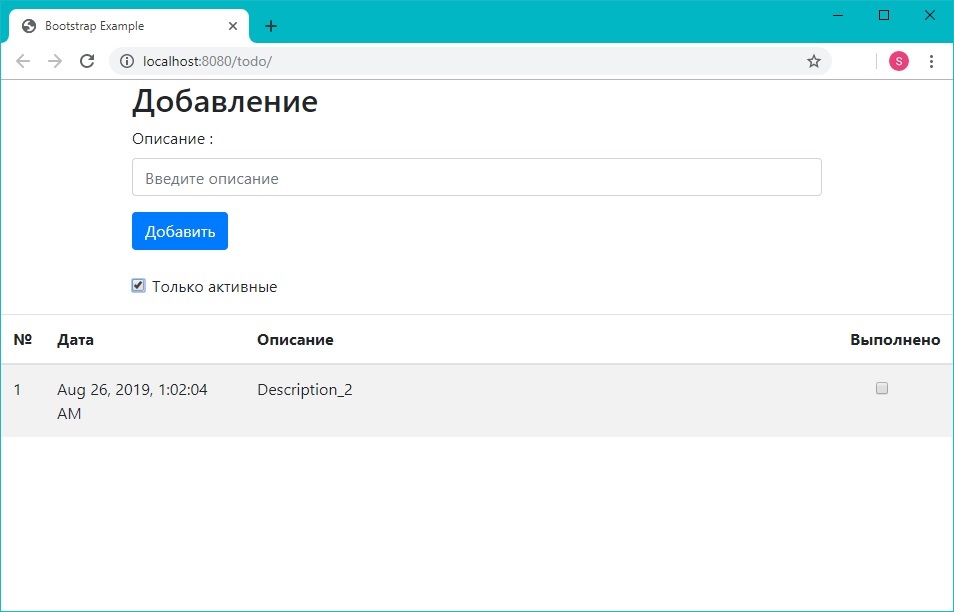 Bootstrap Example
localhost:8080/todo/
S
Добавление
Описание :
Введите описание
Добавить
Только активные
№ Дата Описание Выполнено
1 Aug 26, 2019, 1:02:04 Description_2
AM